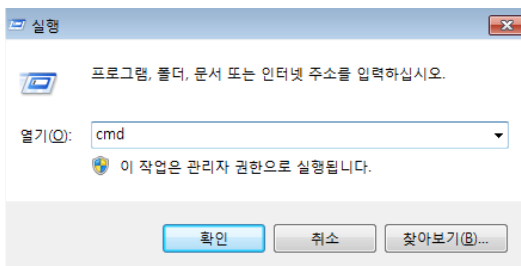 실행
프로그램, 폴더, 문서 또는 인터넷 주소를 입력하십시오.
열기(O): cmd
이 작업은 관리자 권한으로 실행됩니다.
확인 취소 찾아보기(B)...